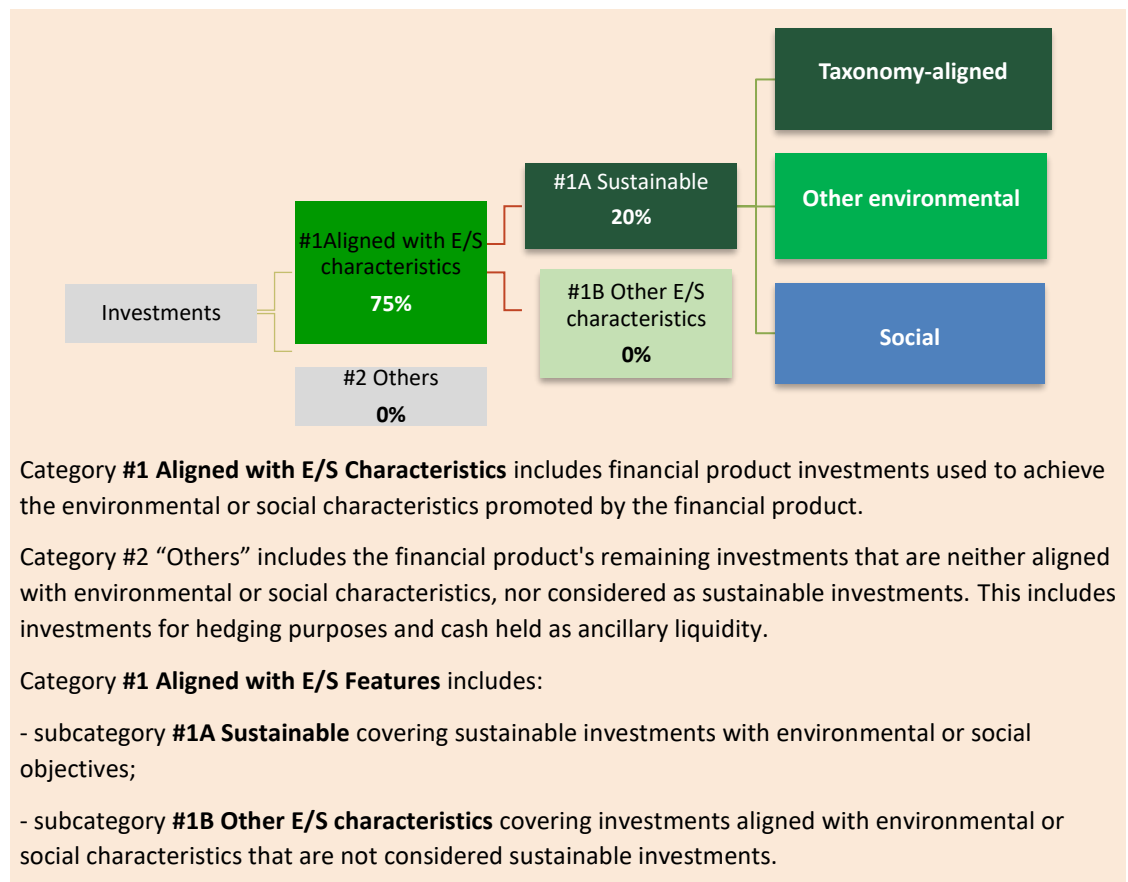 Taxonomy-aligned
#1A Sustainable
20%
Other environmental
#1Aligned with E/S
characteristics
75%
#1B Other E/S
characteristics
0%
Investments
Social
#2 Others
0%
Category #1 Aligned with E/S Characteristics includes financial product investments used to achieve
the environmental or social characteristics promoted by the financial product.
Category #2 “Others” includes the financial product's remaining investments that are neither aligned
with environmental or social characteristics, nor considered as sustainable investments. This includes
investments for hedging purposes and cash held as ancillary liquidity.
Category #1 Aligned with E/S Features includes:
- subcategory #1A Sustainable covering sustainable investments with environmental or social
objectives;
- subcategory #1B Other E/S characteristics covering investments aligned with environmental or
social characteristics that are not considered sustainable investments.